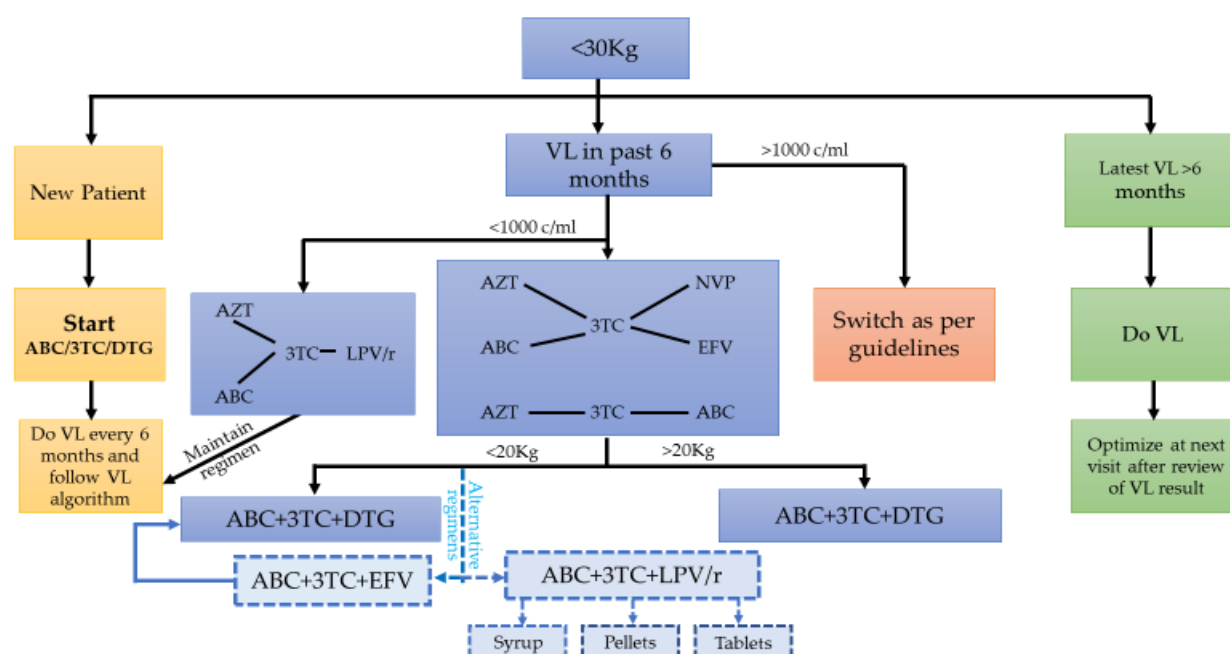 <30Kg
New Patient
VL in past 6
months
>1000 c/ml
Latest VL >6
months
<1000 c/ml
Start
ABC/3TC/DTG
AZT
3TC
LPV/r
ABC
AZT
NVP
3TC
ABC
EFV
AZT
3TC
ABC
Switch as per
guidelines
Do VL
Do VL every 6
months and
follow VL
algorithm
Maintain
regimen
<20Kg
>20Kg
Optimize at next
visit after review
of VL result
ABC+3TC+DTG
Alternative
regimens
ABC+3TC+DTG
ABC+3TC+EFV
ABC+3TC+LPV/r
Syrup
Pellets
Tablets